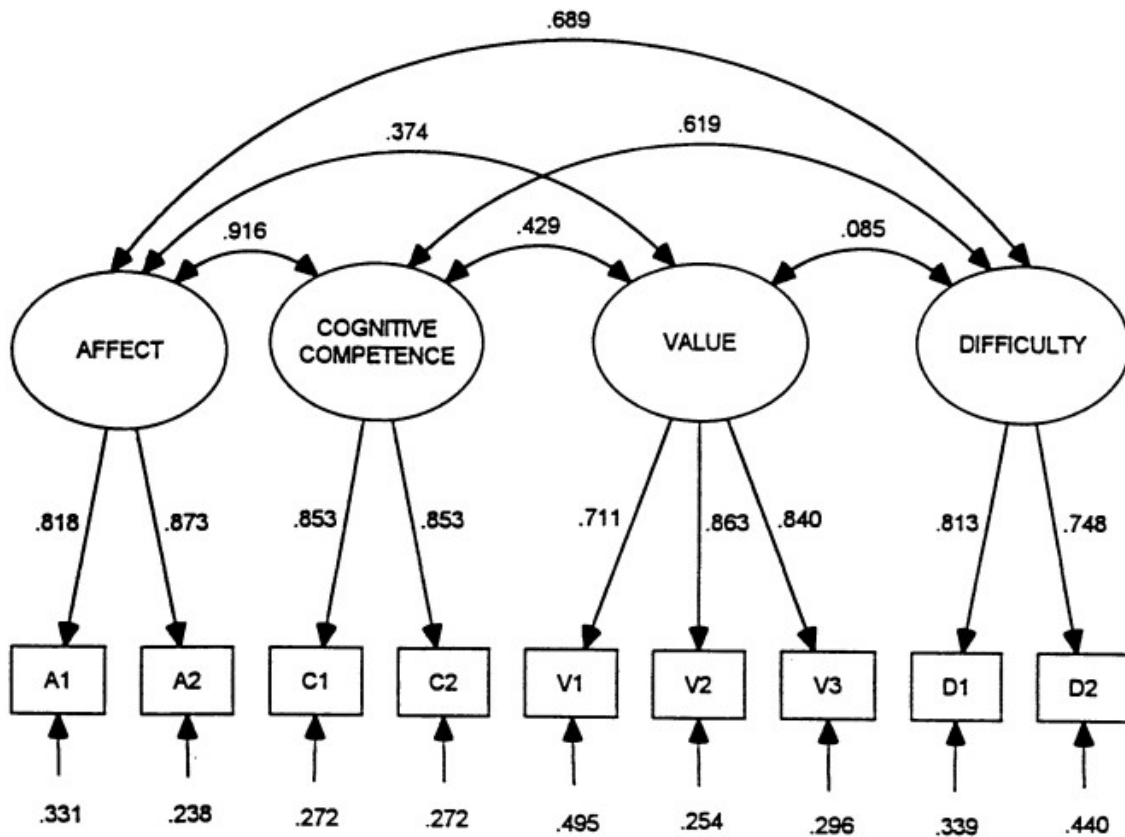 .689
.374
.619
.916
.429
.085
AFFECT
COGNITIVE
COMPETENCE
VALUE
DIFFICULTY
.818
.873
.853
.853
.711
.863
.840
.813
.748
A1
A2
C1
C2
V1
V2
V3
D1
D2
.331
.238
.272
.272
.495
.254
.296
.339
.440